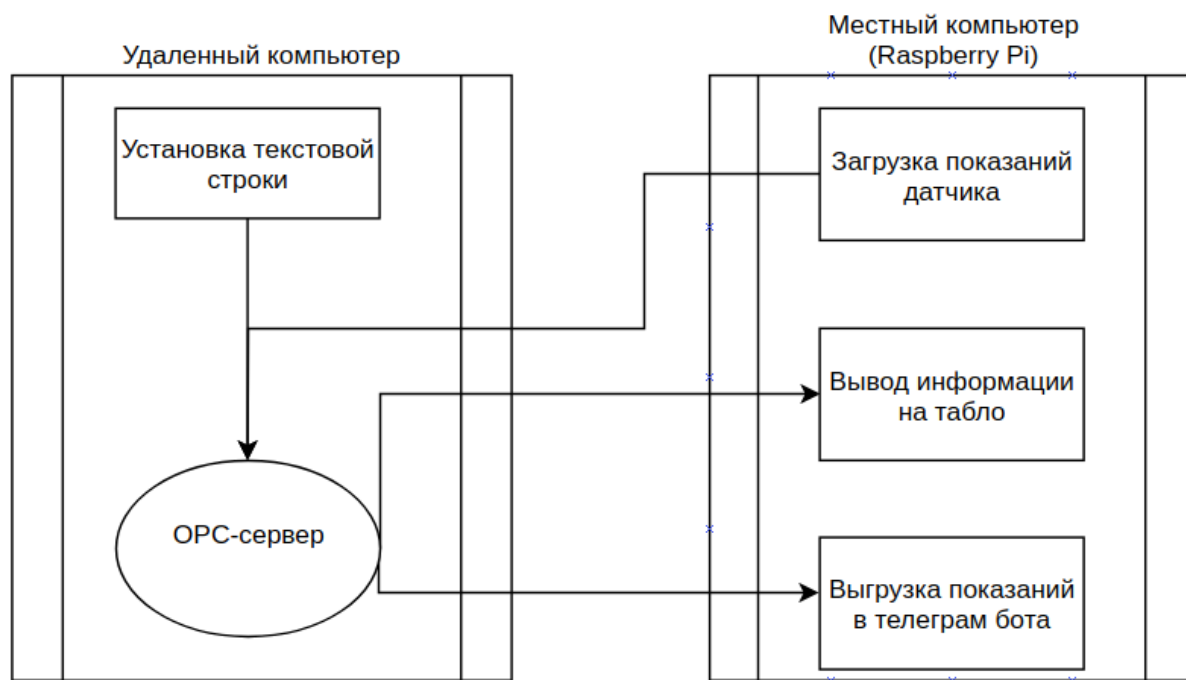 Удаленный компьютер
Установка текстовой
строки
OPC-сервер
Местный компьютер
(Raspberry Pi)
Загрузка показаний
датчика
Вывод информации
на табло
Выгрузка показаний
в телеграм бота